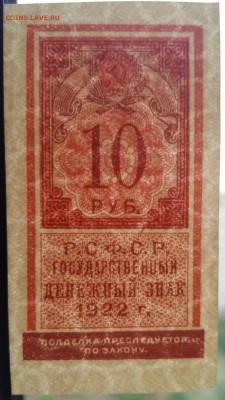 COINS.LAVE.RU
10
РУБ.
Р.С.Ф.С.Р.
ГОСУДАРСТВЕННЫЙ
ДЕНЕЖНЫЙ ЗНАК
1922 г.
ПОДДЕЛКА ПРЕСЛЕДУЕТСЯ
ПО ЗАКОНУ.